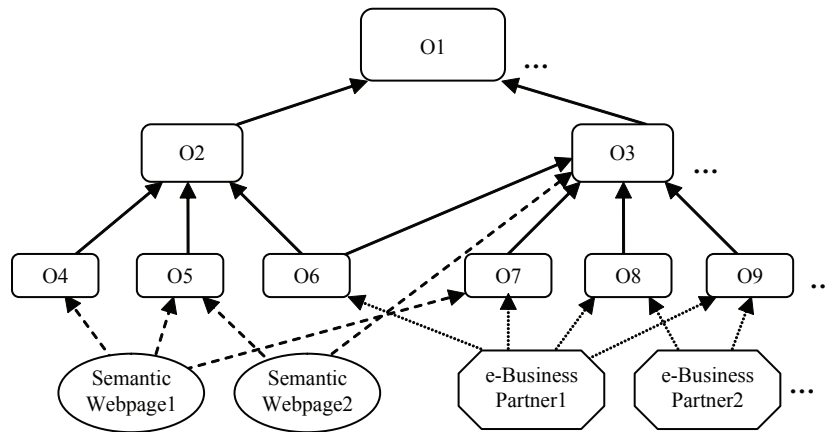 O1
...
O2
O3
...
O4
O5
O6
O7
O8
O9
..
Semantic
Webpage1
Semantic
Webpage2
e-Business
Partner1
e-Business
Partner2
...